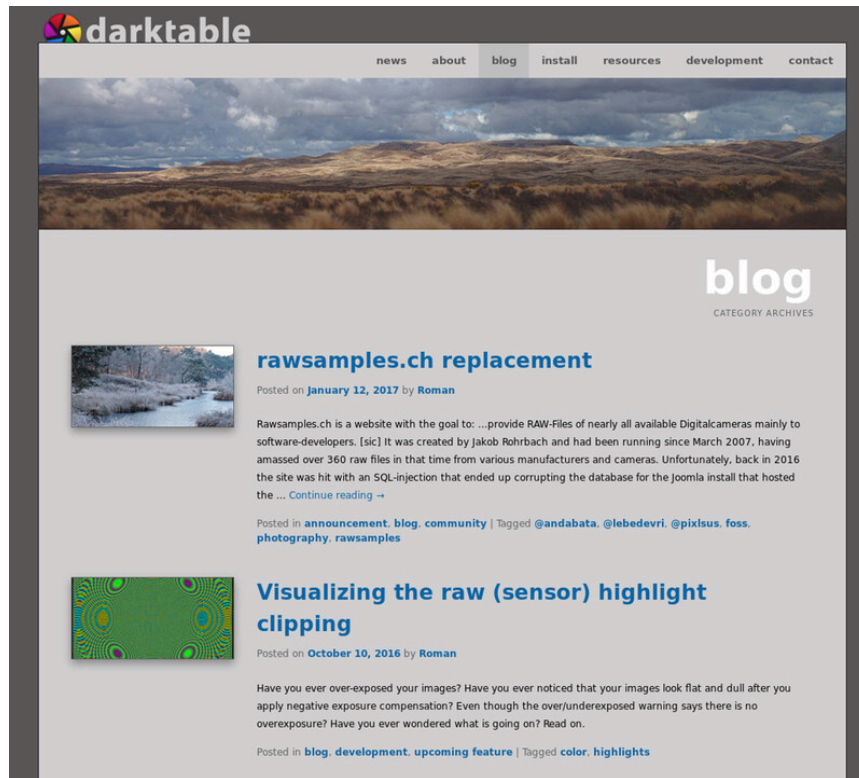 darktable
news about blog install resources development contact
blog
CATEGORY ARCHIVES
rawsamples.ch replacement
Posted on January 12, 2017 by Roman
Rawsamples.ch is a website with the goal to: ...provide RAW-Files of nearly all available Digitalcameras mainly to
software-developers. [sic] It was created by Jakob Rohrbach and had been running since March 2007, having
amassed over 360 raw files in that time from various manufacturers and cameras. Unfortunately, back in 2016
the site was hit with an SQL-injection that ended up corrupting the database for the Joomla install that hosted
the ... Continue reading →
Posted in announcement, blog, community | Tagged @andabata, @lebedevri, @pixlsus, foss,
photography, rawsamples
Visualizing the raw (sensor) highlight
clipping
Posted on October 10, 2016 by Roman
Have you ever over-exposed your images? Have you ever noticed that your images look flat and dull after you
apply negative exposure compensation? Even though the over/underexposed warning says there is no
overexposure? Have you ever wondered what is going on? Read on.
Posted in blog, development, upcoming feature | Tagged color, highlights